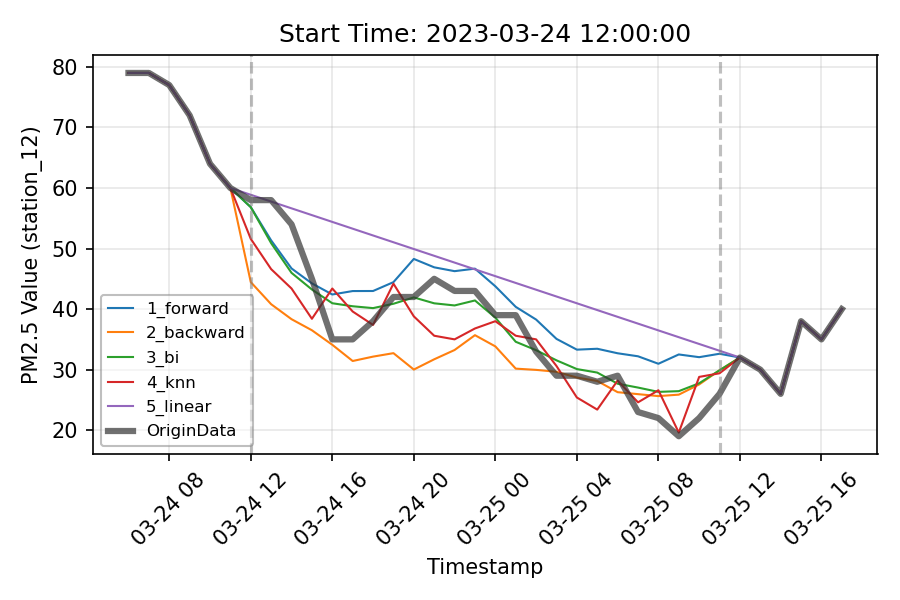 Start Time: 2023-03-24 12:00:00
PM2.5 Value (station_12)
80
70
60
50
40
30
20
1_forward
2_backward
3_bi
4_knn
5_linear
OriginData
03-24 08
03-24 12
03-24 16
03-24 20
03-25 00
03-25 04
03-25 08
03-25 12
03-25 16
Timestamp